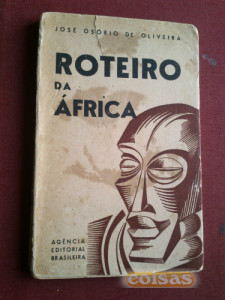 JOSÉ OSÓRIO DE OLIVEIRA
ROTEIRO
DA
ÁFRICA
AGÊNCIA
EDITORIAL
BRASILEIRA
coisas